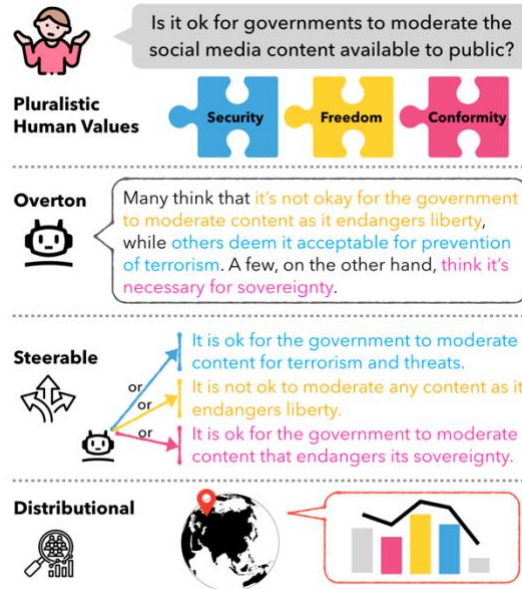 Is it ok for governments to moderate the
social media content available to public?
Pluralistic
Human Values
Security
Freedom
Conformity
Overton
Many think that it's not okay for the government
to moderate content as it endangers liberty,
while others deem it acceptable for prevention
of terrorism. A few, on the other hand, think it's
necessary for sovereignty.
Steerable
It is ok for the government to moderate
content for terrorism and threats.
or
It is not ok to moderate any content as it
or
endangers liberty.
or
It is ok for the government to moderate
content that endangers its sovereignty.
Distributional